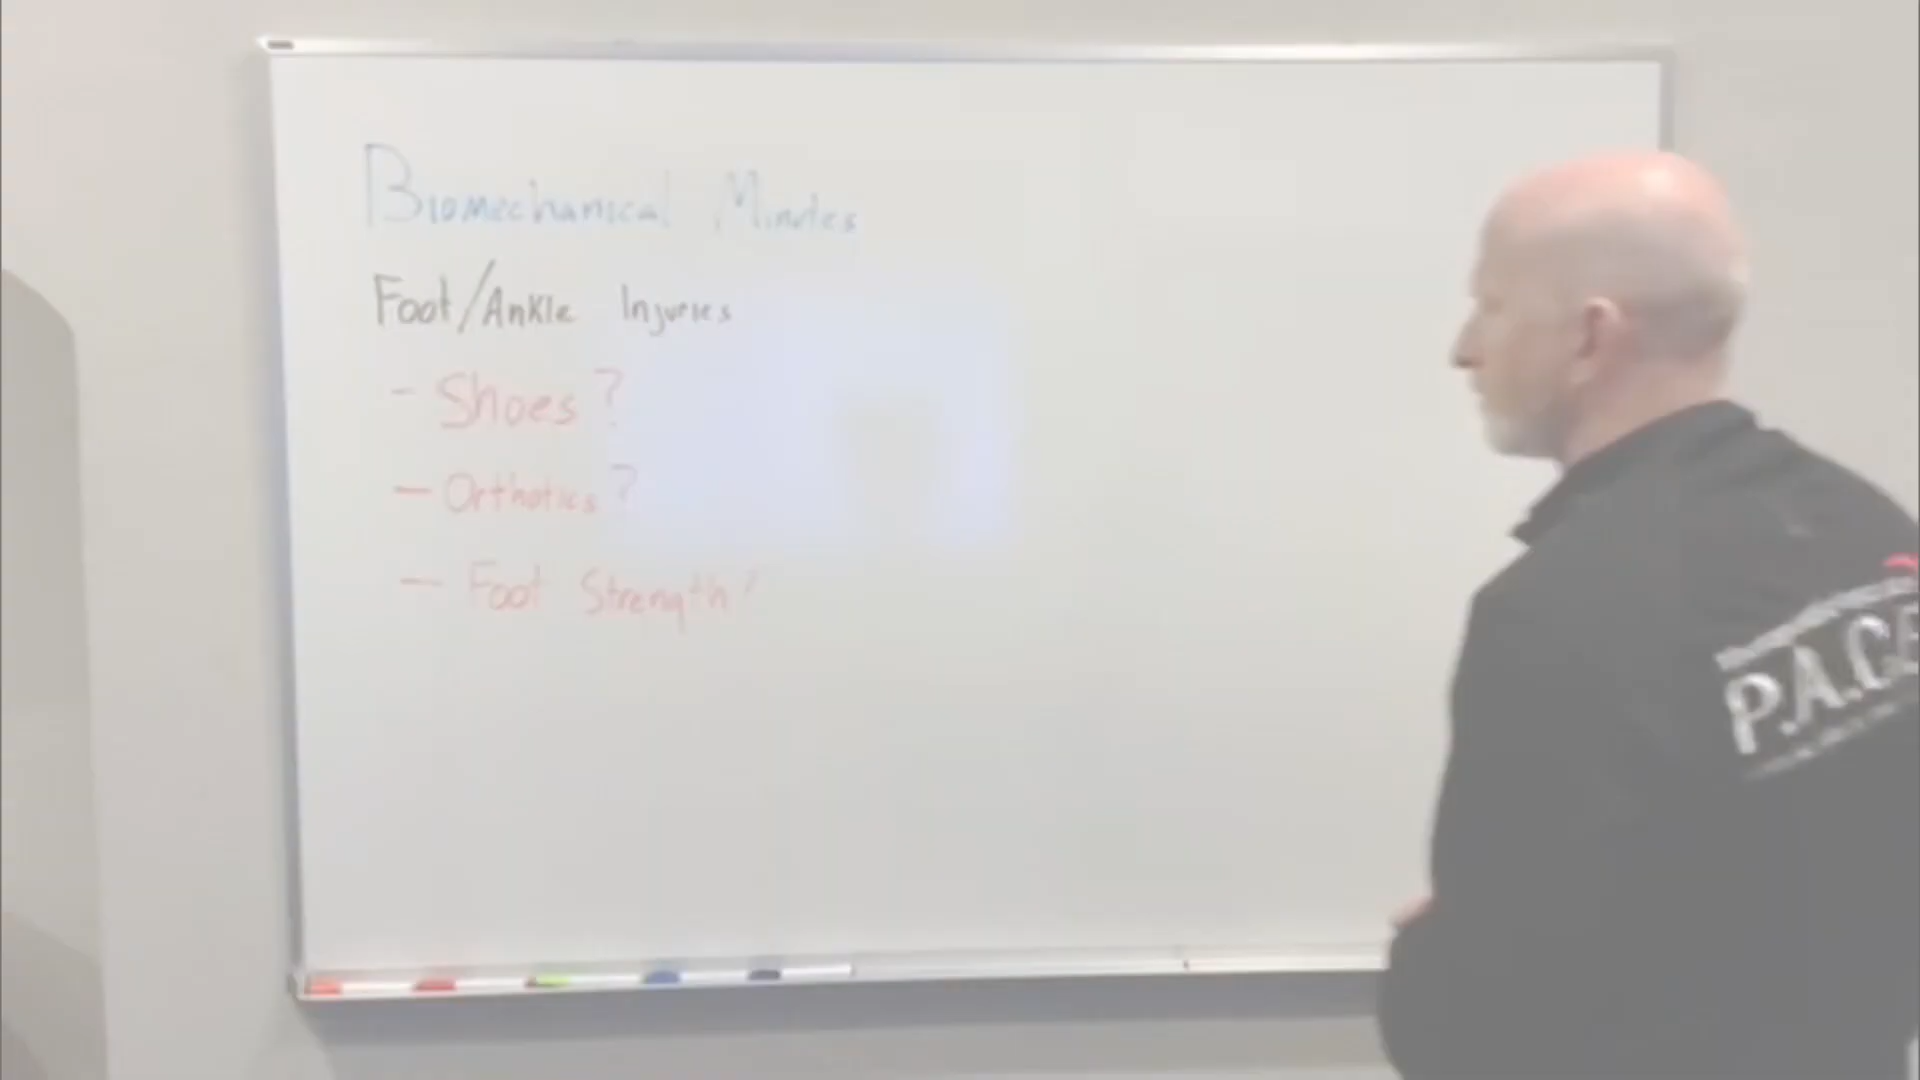 Biomechanical Minutes
Foot/Ankle Injuries
- Shoes?
- Orthotics?
- Foot Strength?
P.A.C.E